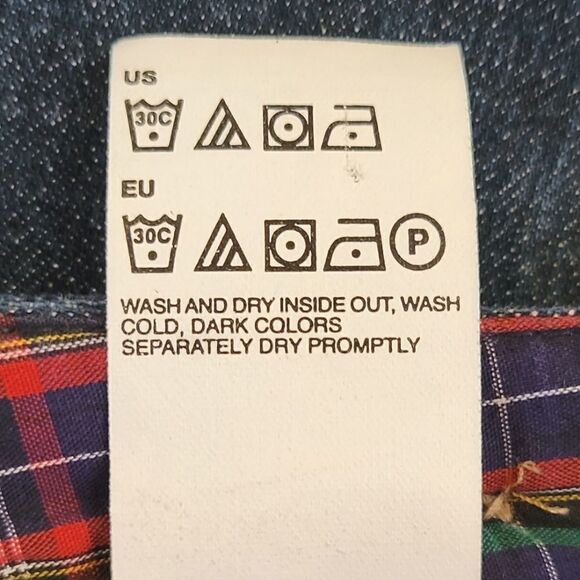 US
30C
EU
30C P
WASH AND DRY INSIDE OUT, WASH
COLD, DARK COLORS
SEPARATELY DRY PROMPTLY